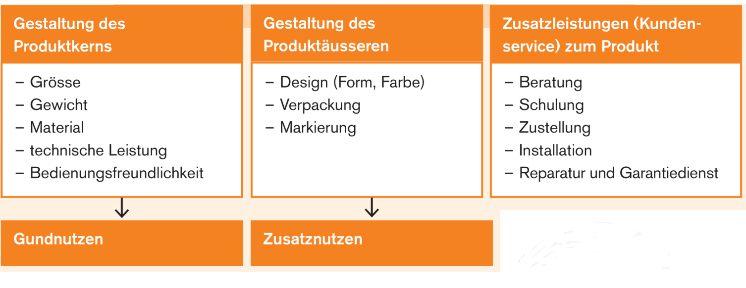 Gestaltung des
Produktkerns
– Grösse
– Gewicht
– Material
– technische Leistung
– Bedienungsfreundlichkeit
Gundnutzen
Gestaltung des
Produktäusseren
– Design (Form, Farbe)
– Verpackung
– Markierung
Zusatznutzen
Zusatzleistungen (Kunden-
service) zum Produkt
– Beratung
– Schulung
– Zustellung
– Installation
– Reparatur und Garantiedienst